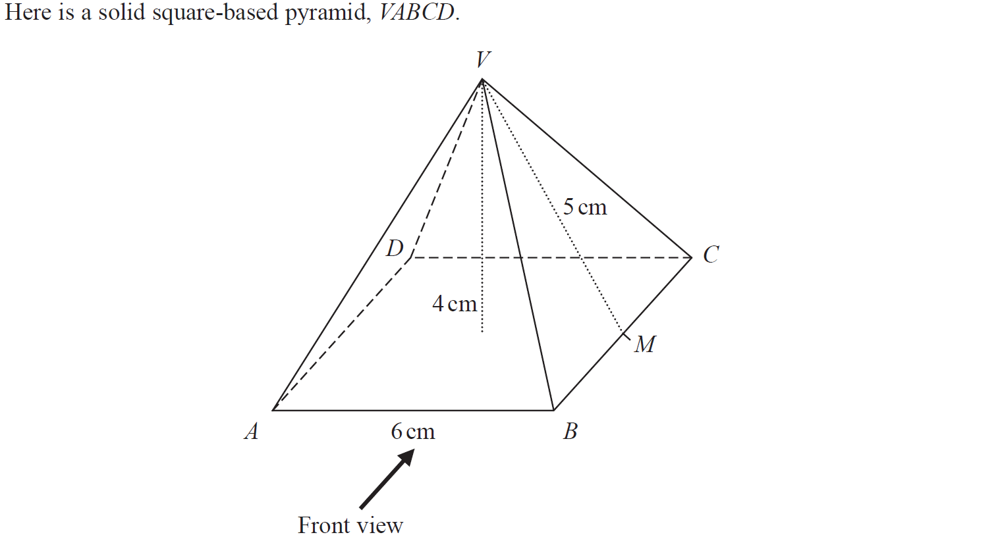 Here is a solid square-based pyramid, VABCD.
V
5 cm
D
C
4 cm
M
A
6 cm
B
Front view